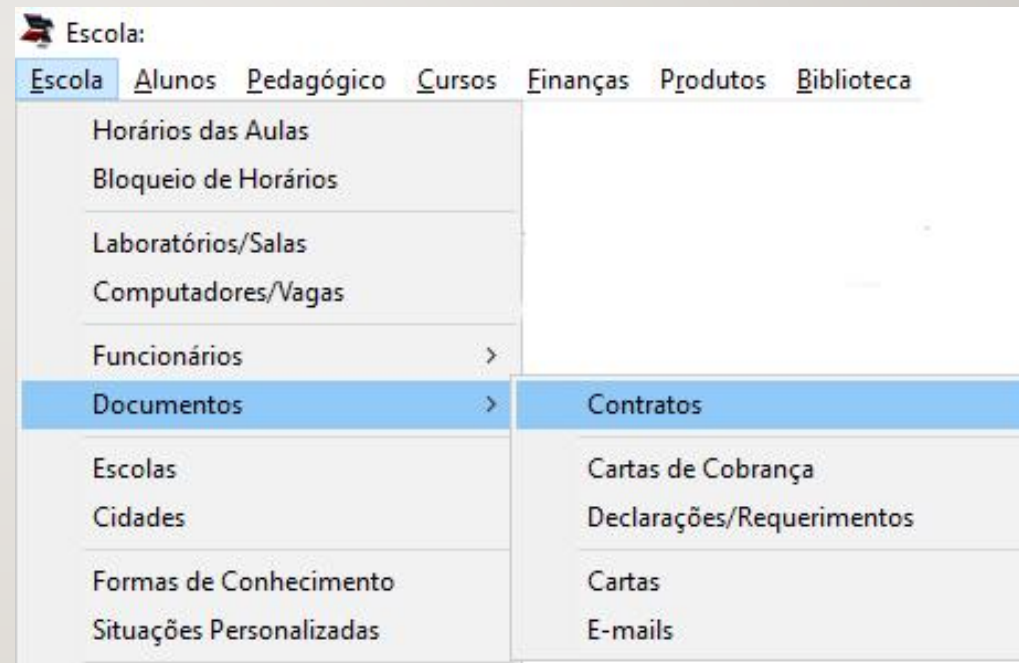 Escola:
Escola Alunos Pedagógico Cursos Finanças Produtos Biblioteca
Horários das Aulas
Bloqueio de Horários
Laboratórios/Salas
Computadores/Vagas
Funcionários >
Documentos >
Escolas
Cidades
Formas de Conhecimento
Situações Personalizadas
Contratos
Cartas de Cobrança
Declarações/Requerimentos
Cartas
E-mails